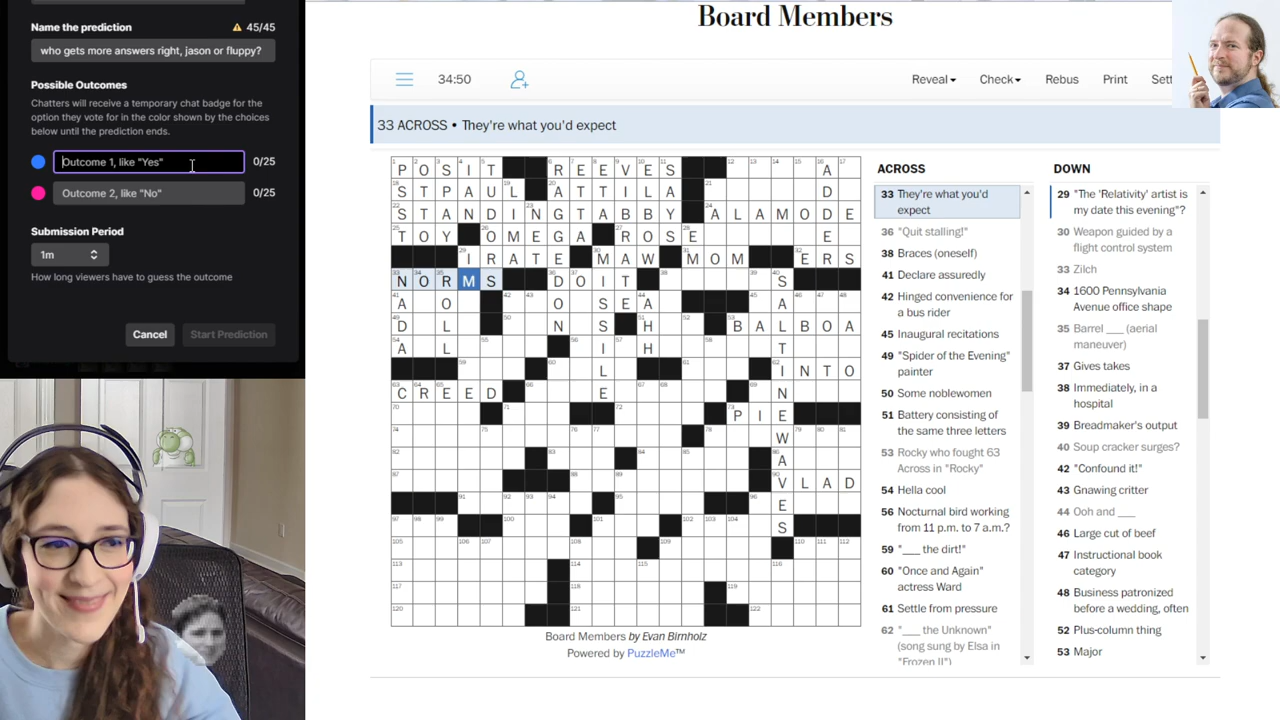 Board Members
Name the prediction
45/45
who gets more answers right, jason or fluppy?
Possible Outcomes
Chatters will receive a temporary chat badge for the
option they vote for in the color shown by the choices
below until the prediction ends.
Outcome 1, like "Yes"
0/25
Outcome 2, like "No"
0/25
Submission Period
1m
How long viewers have to guess the outcome
Cancel
Start Prediction
34:50
Reveal
Check
Rebus
Print
33 ACROSS • They're what you'd expect
P O S I T R E E V E S A
S T P A U L A T T I L A D
S T A N D I N G T A B B Y A L A M O D E
T O Y O M E G A R O S E E
I R A T E M A W M O M E R S
N O R M S D O I T S
A O O S E A A
D L N S H B A L B O A
A L I H T
L I N T O
C R E E D E N
P I E E
W
A
V L A D
E
S
Board Members by Evan Birnholz
Powered by PuzzleMe™
ACROSS
33 They're what you'd
expect
36 "Quit stalling!"
38 Braces (oneself)
41 Declare assuredly
42 Hinged convenience for
a bus rider
45 Inaugural recitations
49 "Spider of the Evening"
painter
50 Some noblewomen
51 Battery consisting of
the same three letters
53 Rocky who fought 63
Across in "Rocky"
54 Hella cool
56 Nocturnal bird working
from 11 p.m. to 7 a.m.?
59 "___ the dirt!"
60 "Once and Again"
actress Ward
61 Settle from pressure
62 "___ the Unknown"
(song sung by Elsa in
"Frozen II")
DOWN
29 "The 'Relativity' artist is
my date this evening"?
30 Weapon guided by a
flight control system
33 Zilch
34 1600 Pennsylvania
Avenue office shape
35 Barrel ___ (aerial
maneuver)
37 Gives takes
38 Immediately, in a
hospital
39 Breadmaker's output
40 Soup cracker surges?
42 "Confound it!"
43 Gnawing critter
44 Ooh and ___
46 Large cut of beef
47 Instructional book
category
48 Business patronized
before a wedding, often
52 Plus-column thing
53 Major